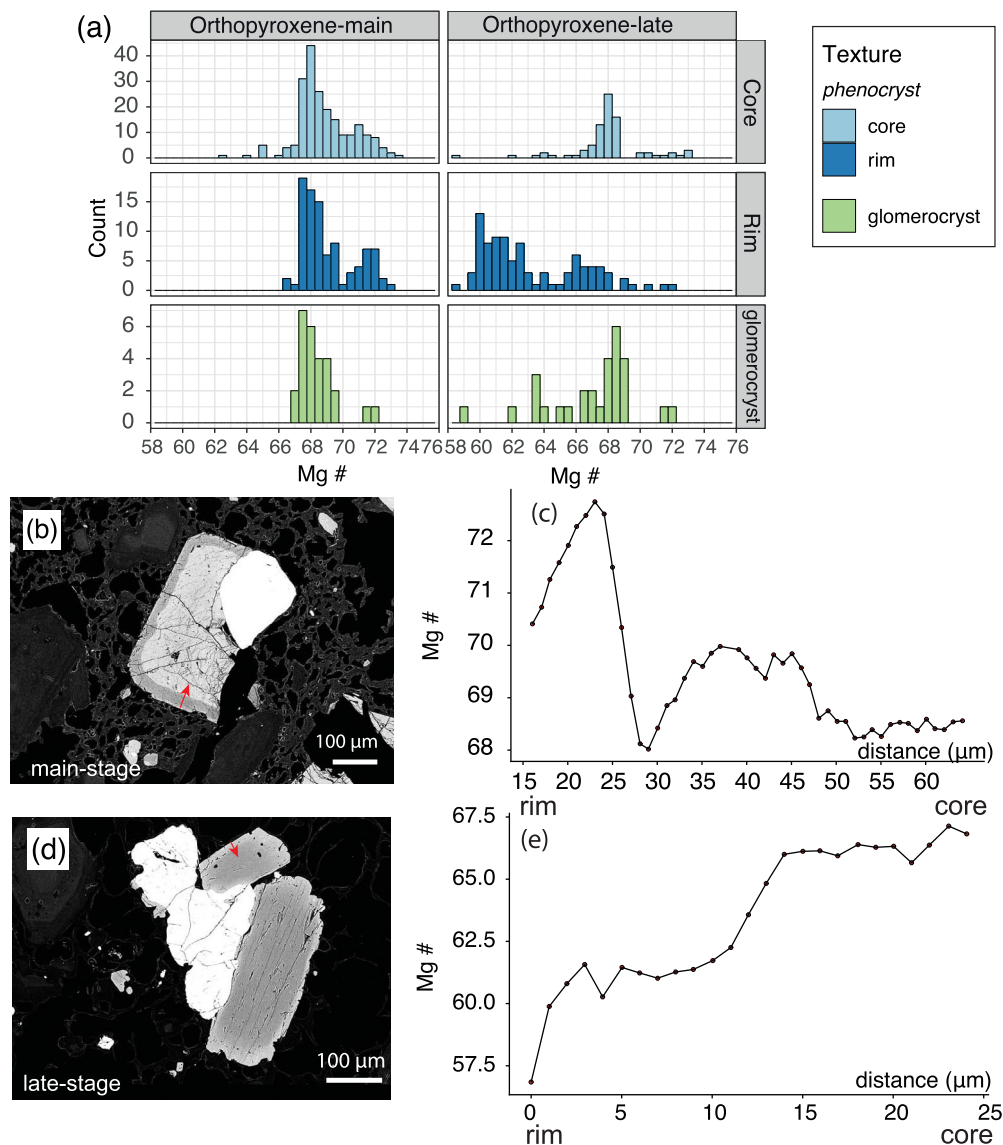 (a)
Orthopyroxene-main
Orthopyroxene-late
Texture
phenocryst
core
rim
glomerocryst
Count
40
30
20
10
0
Core
15
10
5
0
Rim
6
4
2
0
glomerocryst
58 60 62 64 66 68 70 72 74 76
58 60 62 64 66 68 70 72 74 76
Mg #
Mg #
(b)
100 µm
main-stage
(c)
Mg #
72
71
70
69
68
distance (µm)
15 20 25 30 35 40 45 50 55 60
rim
core
(d)
100 µm
late-stage
(e)
Mg #
67.5
65.0
62.5
60.0
57.5
distance (µm)
0 5 10 15 20 25
rim
core